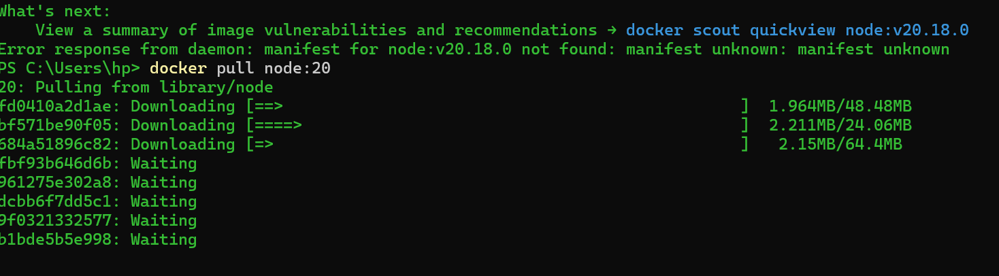 What's next:
    View a summary of image vulnerabilities and recommendations → docker scout quickview node:v20.18.0
Error response from daemon: manifest for node:v20.18.0 not found: manifest unknown: manifest unknown
PS C:\Users\hp> docker pull node:20
20: Pulling from library/node
fd0410a2d1ae: Downloading [==>                                                ]  1.964MB/48.48MB
bf571be90f05: Downloading [====>                                              ]  2.211MB/24.06MB
684a51896c82: Downloading [=>                                                 ]   2.15MB/64.4MB
fbf93b646d6b: Waiting
961275e302a8: Waiting
dcbb6f7dd5c1: Waiting
9f0321332577: Waiting
b1bde5b5e998: Waiting